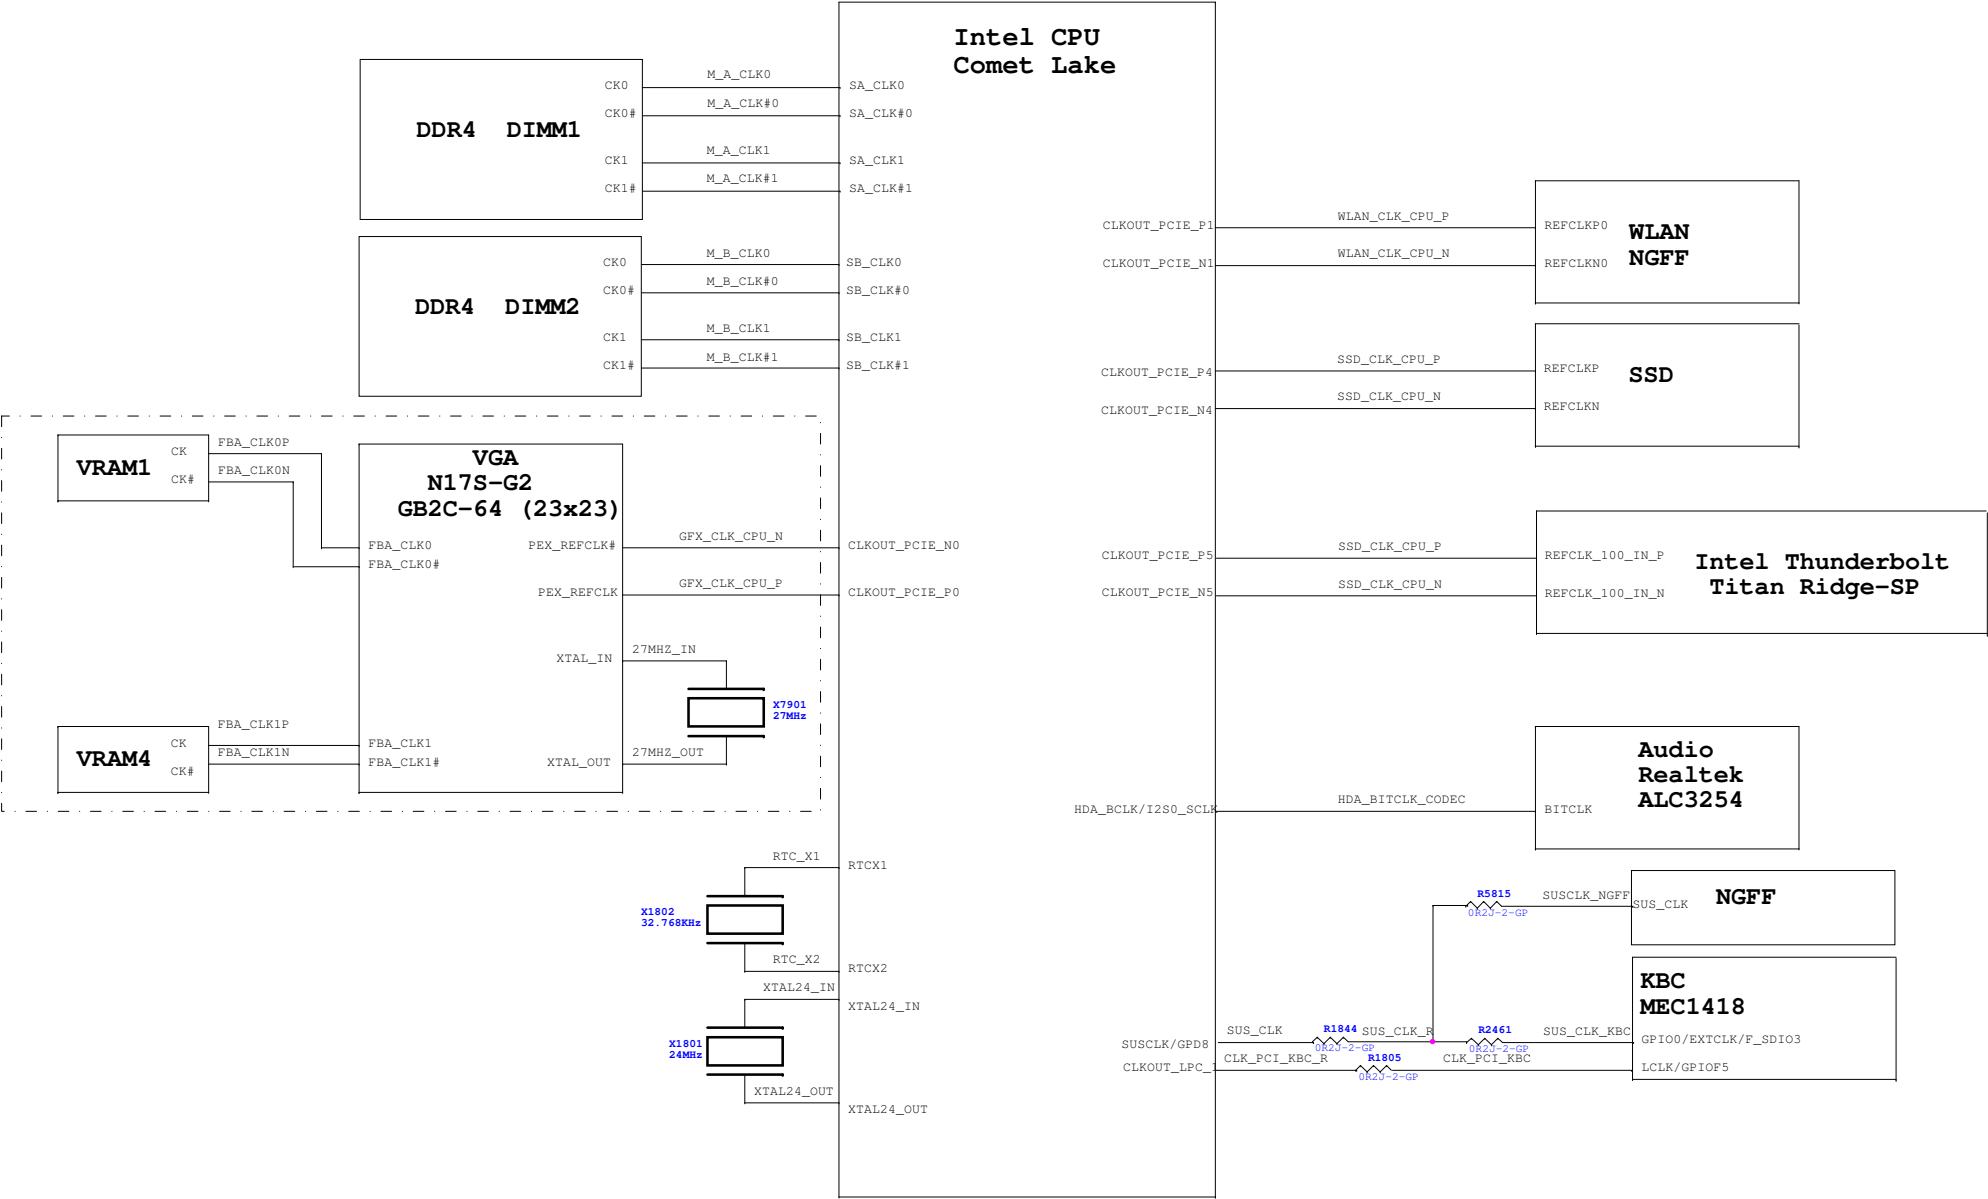 Intel CPU
Comet Lake
DDR4 DIMM1
CK0
CK0#
CK1
CK1#
M_A_CLK0
M_A_CLK#0
M_A_CLK1
M_A_CLK#1
SA_CLK0
SA_CLK#0
SA_CLK1
SA_CLK#1
DDR4 DIMM2
CK0
CK0#
CK1
CK1#
M_B_CLK0
M_B_CLK#0
M_B_CLK1
M_B_CLK#1
SB_CLK0
SB_CLK#0
SB_CLK1
SB_CLK#1
VRAM1
CK
CK#
FBA_CLK0P
FBA_CLK0N
VGA
N17S-G2
GB2C-64 (23x23)
FBA_CLK0
FBA_CLK0#
PEX_REFCLK#
PEX_REFCLK
GFX_CLK_CPU_N
GFX_CLK_CPU_P
CLKOUT_PCIE_N0
CLKOUT_PCIE_P0
XTAL_IN
27MHZ_IN
X7901
27MHz
XTAL_OUT
27MHZ_OUT
VRAM4
CK
CK#
FBA_CLK1P
FBA_CLK1N
FBA_CLK1
FBA_CLK1#
RTC_X1
RTCX1
X1802
32.768KHz
RTC_X2
RTCX2
XTAL24_IN
XTAL24_IN
X1801
24MHz
XTAL24_OUT
XTAL24_OUT
CLKOUT_PCIE_P1
CLKOUT_PCIE_N1
WLAN_CLK_CPU_P
WLAN_CLK_CPU_N
REFCLKP0
REFCLKN0
WLAN
NGFF
CLKOUT_PCIE_P4
CLKOUT_PCIE_N4
SSD_CLK_CPU_P
SSD_CLK_CPU_N
REFCLKP
REFCLKN
SSD
CLKOUT_PCIE_P5
CLKOUT_PCIE_N5
SSD_CLK_CPU_P
SSD_CLK_CPU_N
REFCLK_100_IN_P
REFCLK_100_IN_N
Intel Thunderbolt
Titan Ridge-SP
HDA_BCLK/I2S0_SCLK
HDA_BITCLK_CODEC
BITCLK
Audio
Realtek
ALC3254
R5815
0R2J-2-GP
SUSCLK_NGFF
SUS_CLK
NGFF
KBC
MEC1418
SUSCLK/GPD8
SUS_CLK
R1844
0R2J-2-GP
SUS_CLK_R
R2461
0R2J-2-GP
SUS_CLK_KBC
GPIO0/EXTCLK/F_SDIO3
CLKOUT_LPC_1
CLK_PCI_KBC_R
R1805
0R2J-2-GP
CLK_PCI_KBC
LCLK/GPIOF5